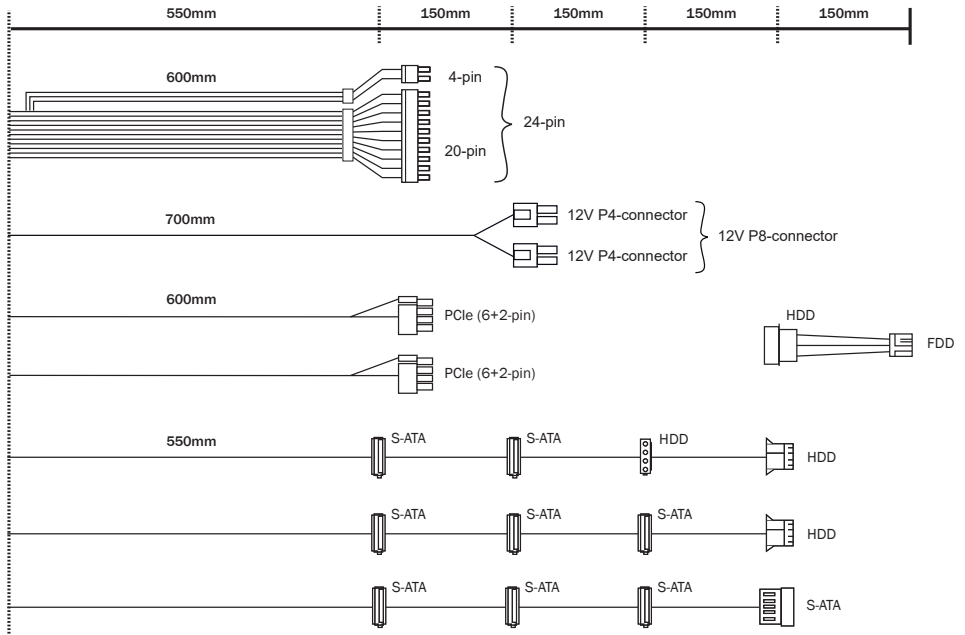 550mm 150mm 150mm 150mm 150mm
600mm
4-pin
24-pin
20-pin
700mm
12V P4-connector
12V P8-connector
12V P4-connector
600mm
PCIe (6+2-pin)
HDD
FDD
PCIe (6+2-pin)
550mm
S-ATA S-ATA HDD
HDD
S-ATA S-ATA S-ATA
HDD
S-ATA S-ATA S-ATA
S-ATA